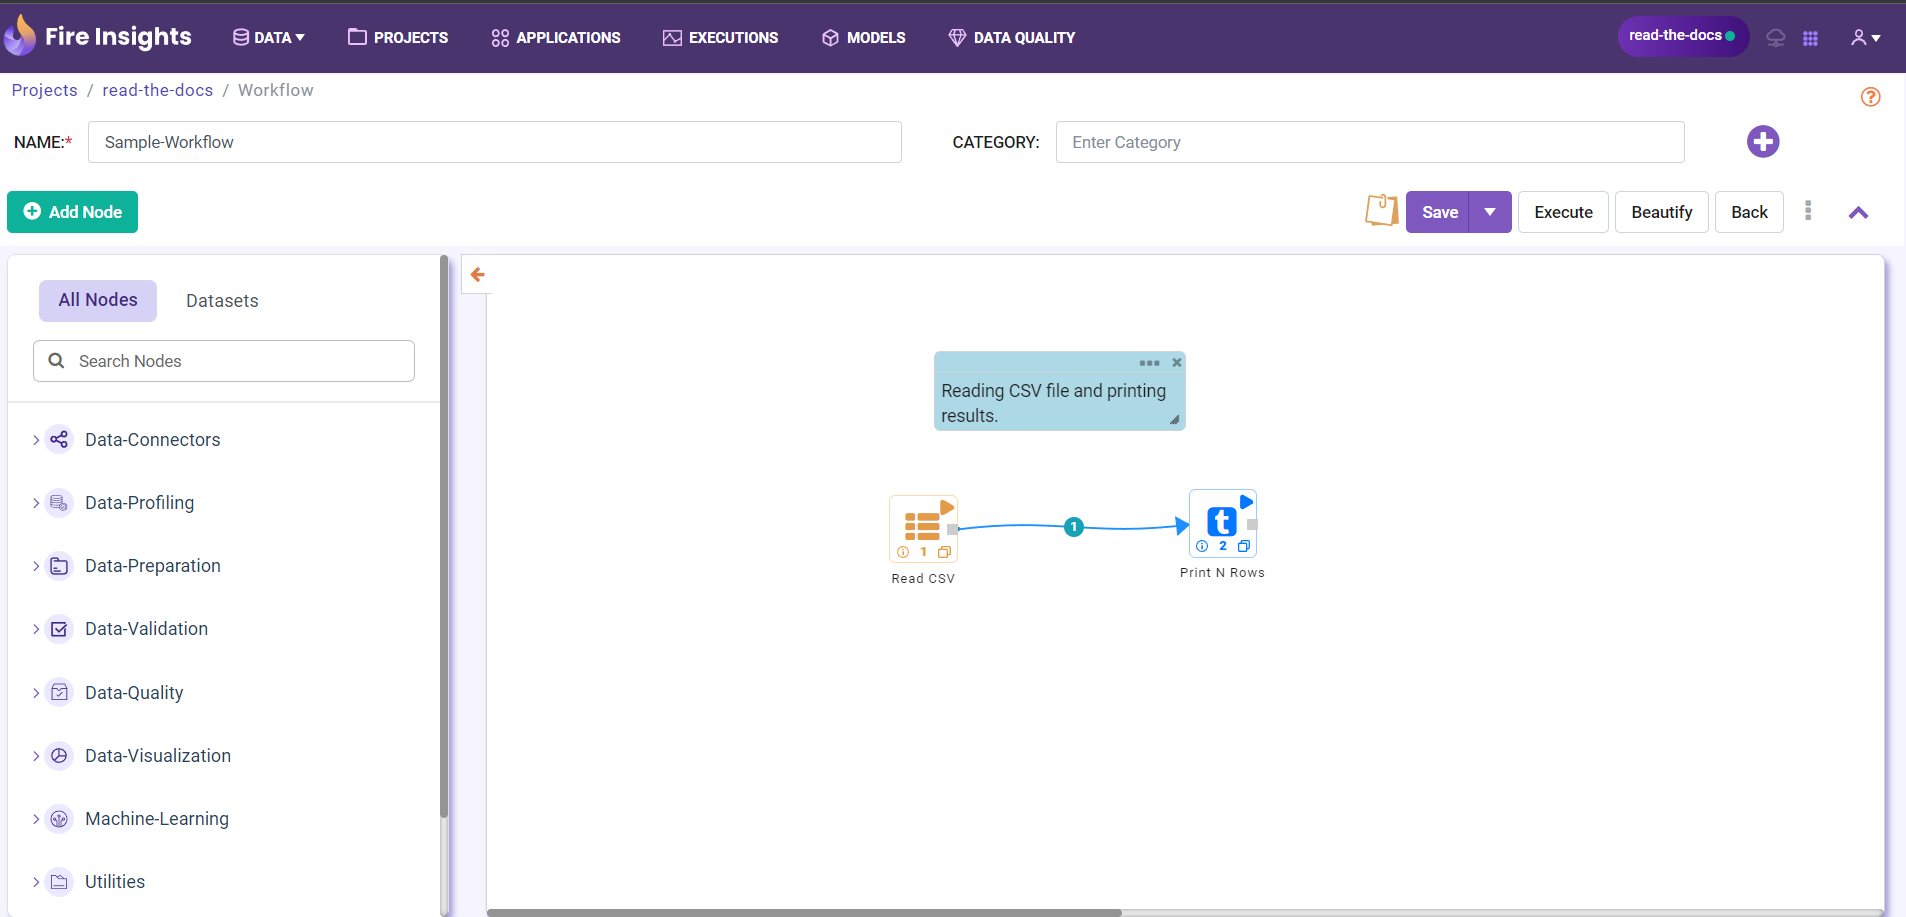 Fire Insights
DATA
PROJECTS
APPLICATIONS
EXECUTIONS
MODELS
DATA QUALITY
read-the-docs
Projects / read-the-docs / Workflow
NAME:* Sample-Workflow
CATEGORY: Enter Category
Add Node
Save
Execute
Beautify
Back
All Nodes
Datasets
Search Nodes
Data-Connectors
Data-Profiling
Data-Preparation
Data-Validation
Data-Quality
Data-Visualization
Machine-Learning
Utilities
Reading CSV file and printing
results.
1
Read CSV
1
t
2
Print N Rows